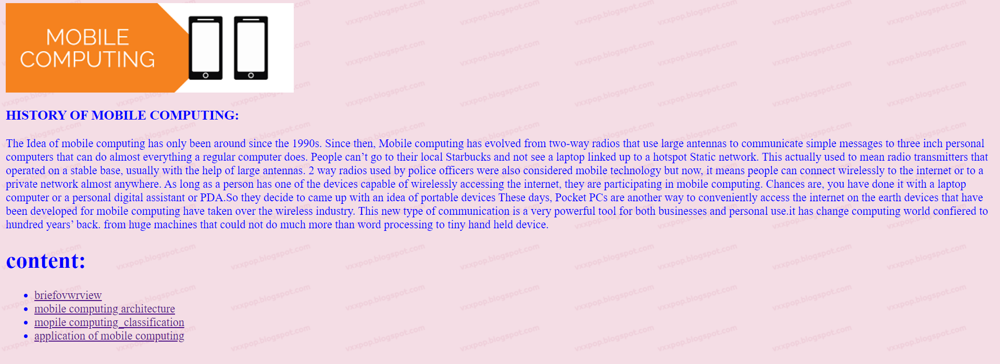 MOBILE
COMPUTING
HISTORY OF MOBILE COMPUTING:
The Idea of mobile computing has only been around since the 1990s. Since then, Mobile computing has evolved from two-way radios that use large antennas to communicate simple messages to three inch personal
computers that can do almost everything a regular computer does. People can’t go to their local Starbucks and not see a laptop linked up to a hotspot Static network. This actually used to mean radio transmitters that
operated on a stable base, usually with the help of large antennas. 2 way radios used by police officers were also considered mobile technology but now, it means people can connect wirelessly to the internet or to a
private network almost anywhere. As long as a person has one of the devices capable of wirelessly accessing the internet, they are participating in mobile computing. Chances are, you have done it with a laptop
computer or a personal digital assistant or PDA.So they decide to came up with an idea of portable devices These days, Pocket PCs are another way to conveniently access the internet on the earth devices that have
been developed for mobile computing have taken over the wireless industry. This new type of communication is a very powerful tool for both businesses and personal use.it has change computing world confiered to
hundred years’ back. from huge machines that could not do much more than word processing to tiny hand held device.
content:
briefovwrview
mobile computing architecture
mopile computing_classification
application of mobile computing
vxxpop.blogspot.com